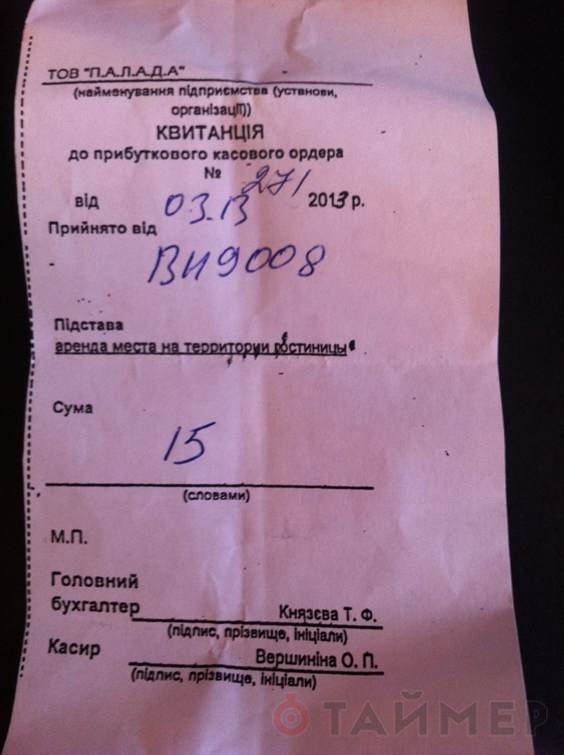 ТОВ "П.А.Л.А.Д.А"
(найменування підприємства (установи,
організації))
КВИТАНЦІЯ
до прибуткового касового ордера
№ 271
від 03.13 2013 р.
Прийнято від
ВН9008
Підстава
аренда места на территории гостиницы
Сума
15
(словами)
М.П.
Головний
бухгалтер Князєва Т. Ф.
(підпис, прізвище, ініціали)
Касир Вершиніна О. П.
(підпис, прізвище, ініціали)
ТАЙМЕР